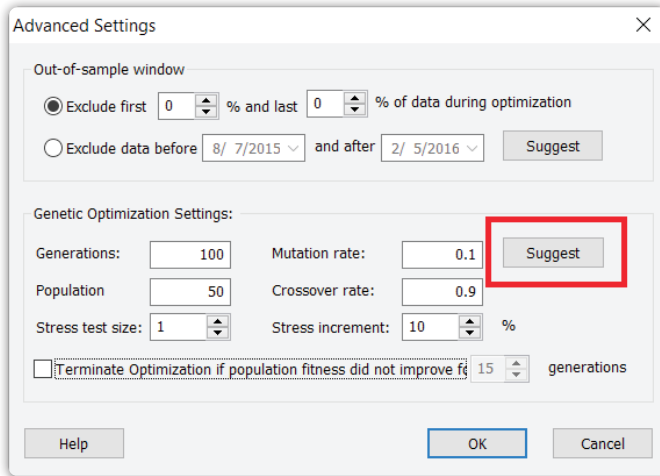 Advanced Settings
Out-of-sample window
Exclude first 0 % and last 0 % of data during optimization
Exclude data before 8/ 7/2015 and after 2/ 5/2016 Suggest
Genetic Optimization Settings:
Generations: 100 Mutation rate: 0.1 Suggest
Population 50 Crossover rate: 0.9
Stress test size: 1 Stress increment: 10 %
Terminate Optimization if population fitness did not improve 15 generations
Help OK Cancel